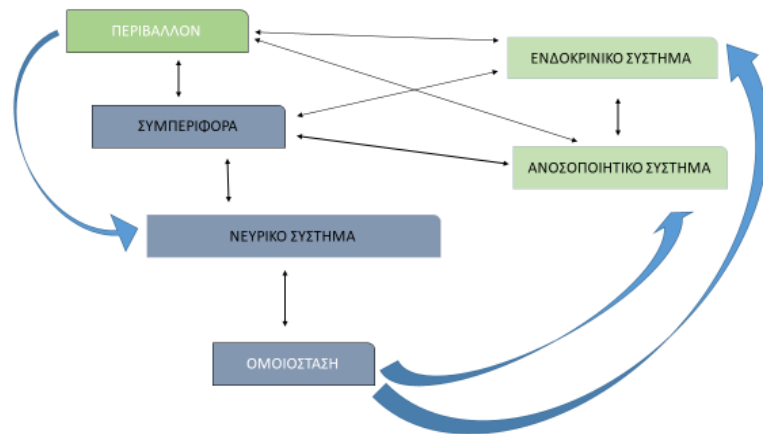 ΠΕΡΙΒΑΛΛΟΝ
ΕΝΔΟΚΡΙΝΙΚΟ ΣΥΣΤΗΜΑ
ΣΥΜΠΕΡΙΦΟΡΑ
ΑΝΟΣΟΠΟΙΗΤΙΚΟ ΣΥΣΤΗΜΑ
ΝΕΥΡΙΚΟ ΣΥΣΤΗΜΑ
ΟΜΟΙΟΣΤΑΣΗ